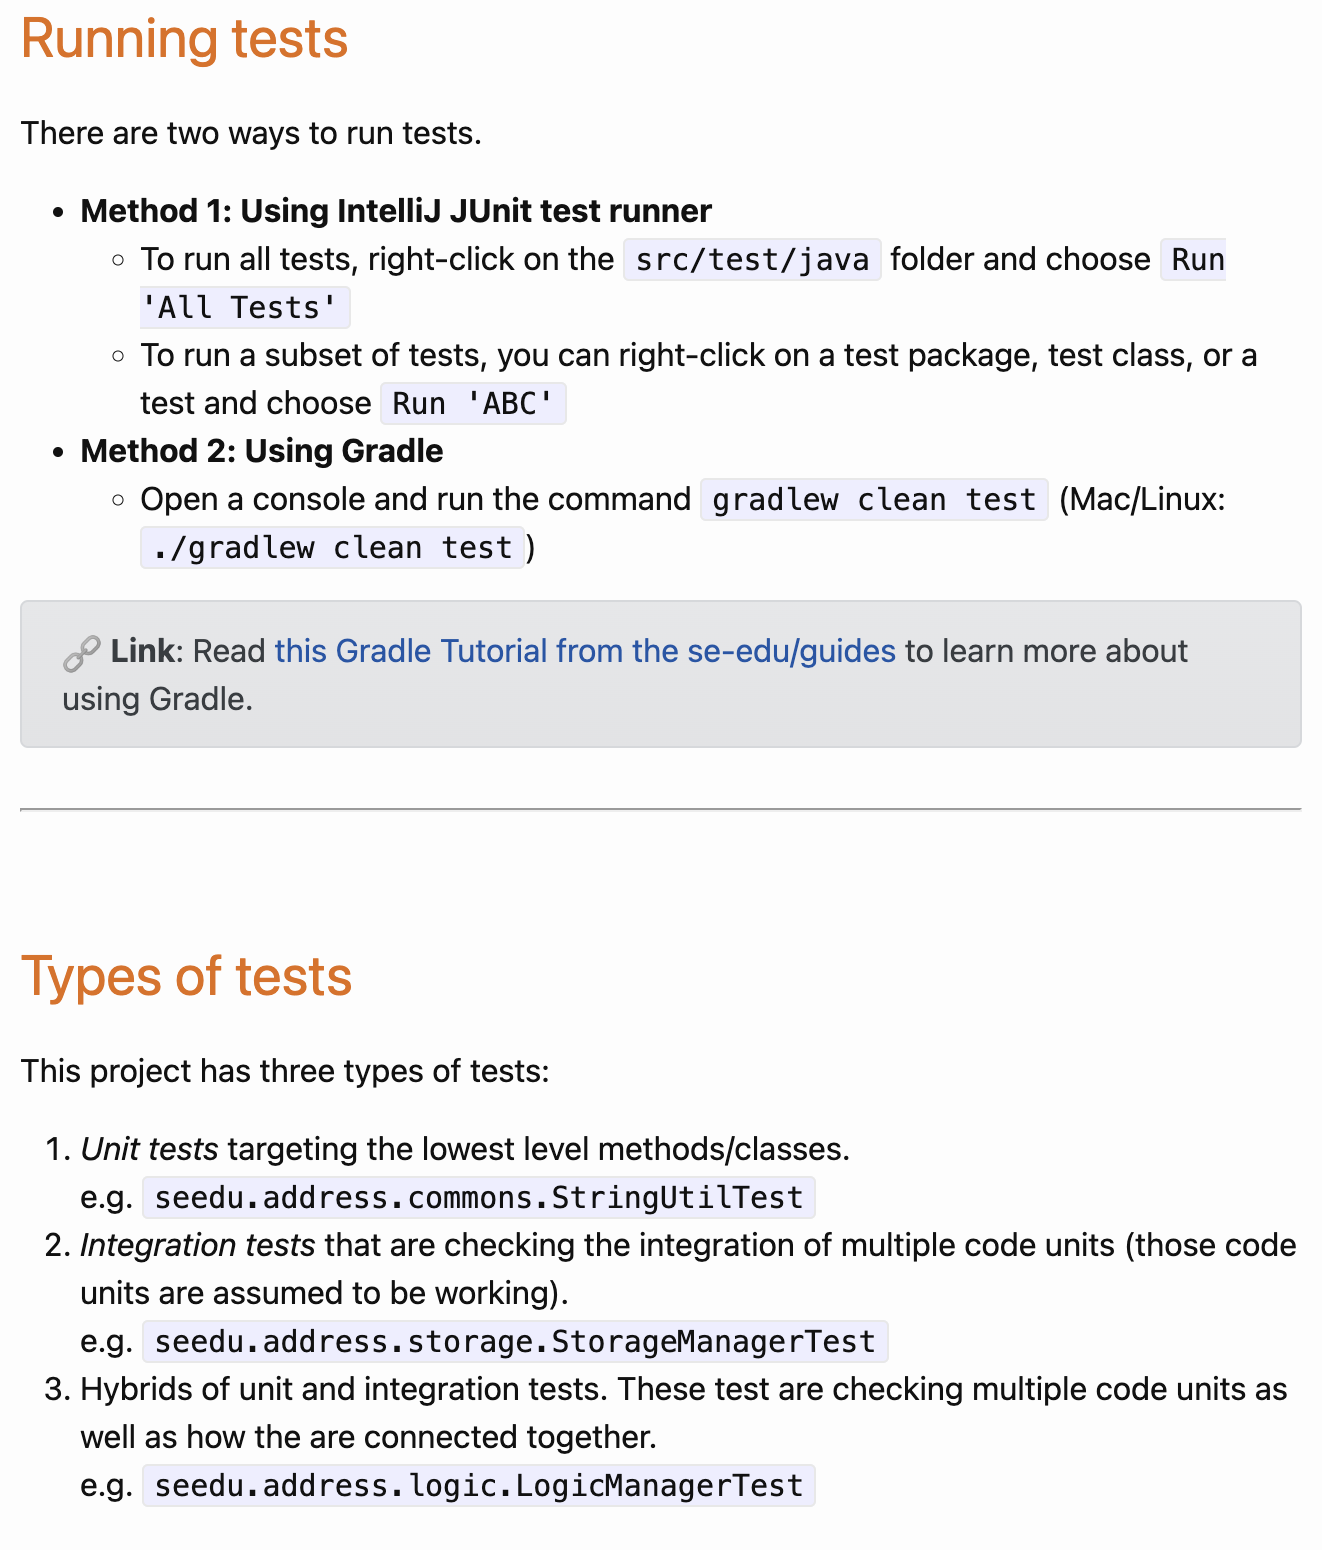 Running tests
There are two ways to run tests.
• Method 1: Using IntelliJ JUnit test runner
◦ To run all tests, right-click on the src/test/java folder and choose Run
'All Tests'
◦ To run a subset of tests, you can right-click on a test package, test class, or a
test and choose Run 'ABC'
• Method 2: Using Gradle
◦ Open a console and run the command gradlew clean test (Mac/Linux:
./gradlew clean test)
🔗 Link: Read this Gradle Tutorial from the se-edu/guides to learn more about
using Gradle.
Types of tests
This project has three types of tests:
1. Unit tests targeting the lowest level methods/classes.
e.g. seedu.address.commons.StringUtilTest
2. Integration tests that are checking the integration of multiple code units (those code
units are assumed to be working).
e.g. seedu.address.storage.StorageManagerTest
3. Hybrids of unit and integration tests. These test are checking multiple code units as
well as how the are connected together.
e.g. seedu.address.logic.LogicManagerTest